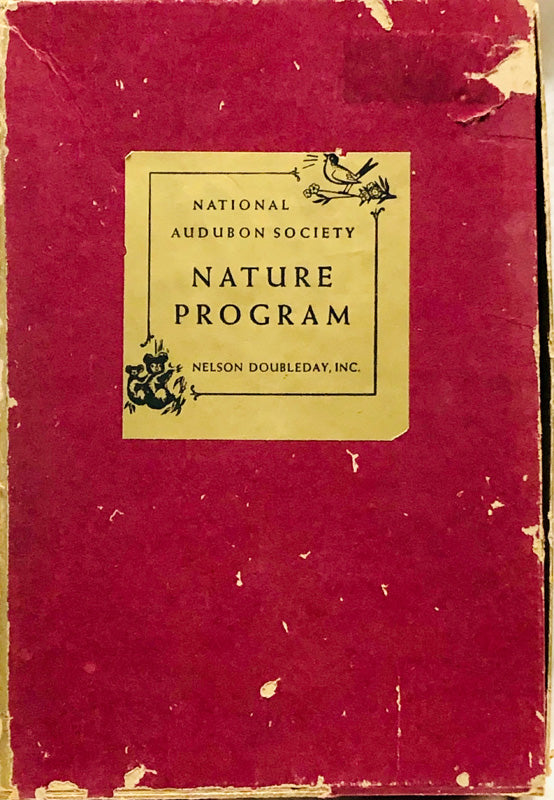 NATIONAL
AUDUBON SOCIETY
NATURE
PROGRAM
NELSON DOUBLEDAY, INC.